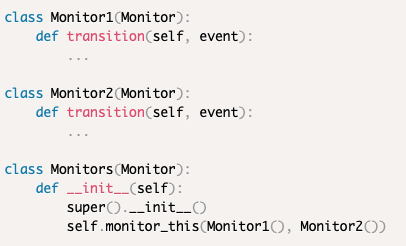 class Monitor1(Monitor):
    def transition(self, event):
        ...
class Monitor2(Monitor):
    def transition(self, event):
        ...
class Monitors(Monitor):
    def __init__(self):
        super().__init__()
        self.monitor_this(Monitor1(), Monitor2())